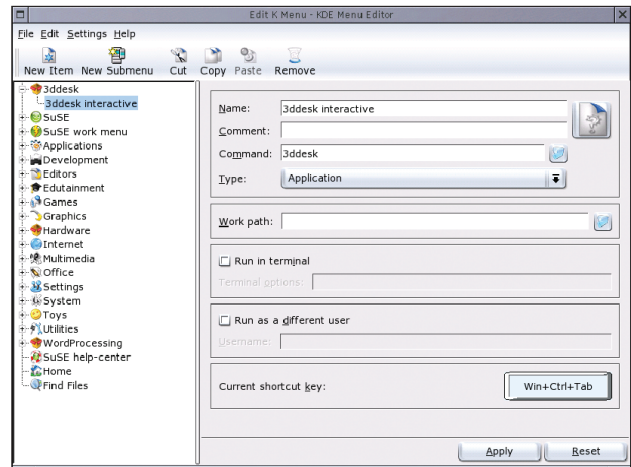 Edit K Menu - KDE Menu Editor
File Edit Settings Help
New Item New Submenu Cut Copy Paste Remove
3ddesk
3ddesk interactive
SuSE
SuSE work menu
Applications
Development
Editors
Edutainment
Games
Graphics
Hardware
Internet
Multimedia
Office
Settings
System
Toys
Utilities
WordProcessing
SuSE help-center
Home
Find Files
Name: 3ddesk interactive
Comment:
Command: 3ddesk
Type: Application
Work path:
Run in terminal
Terminal options:
Run as a different user
Username:
Current shortcut key: Win+Ctrl+Tab
Apply Reset